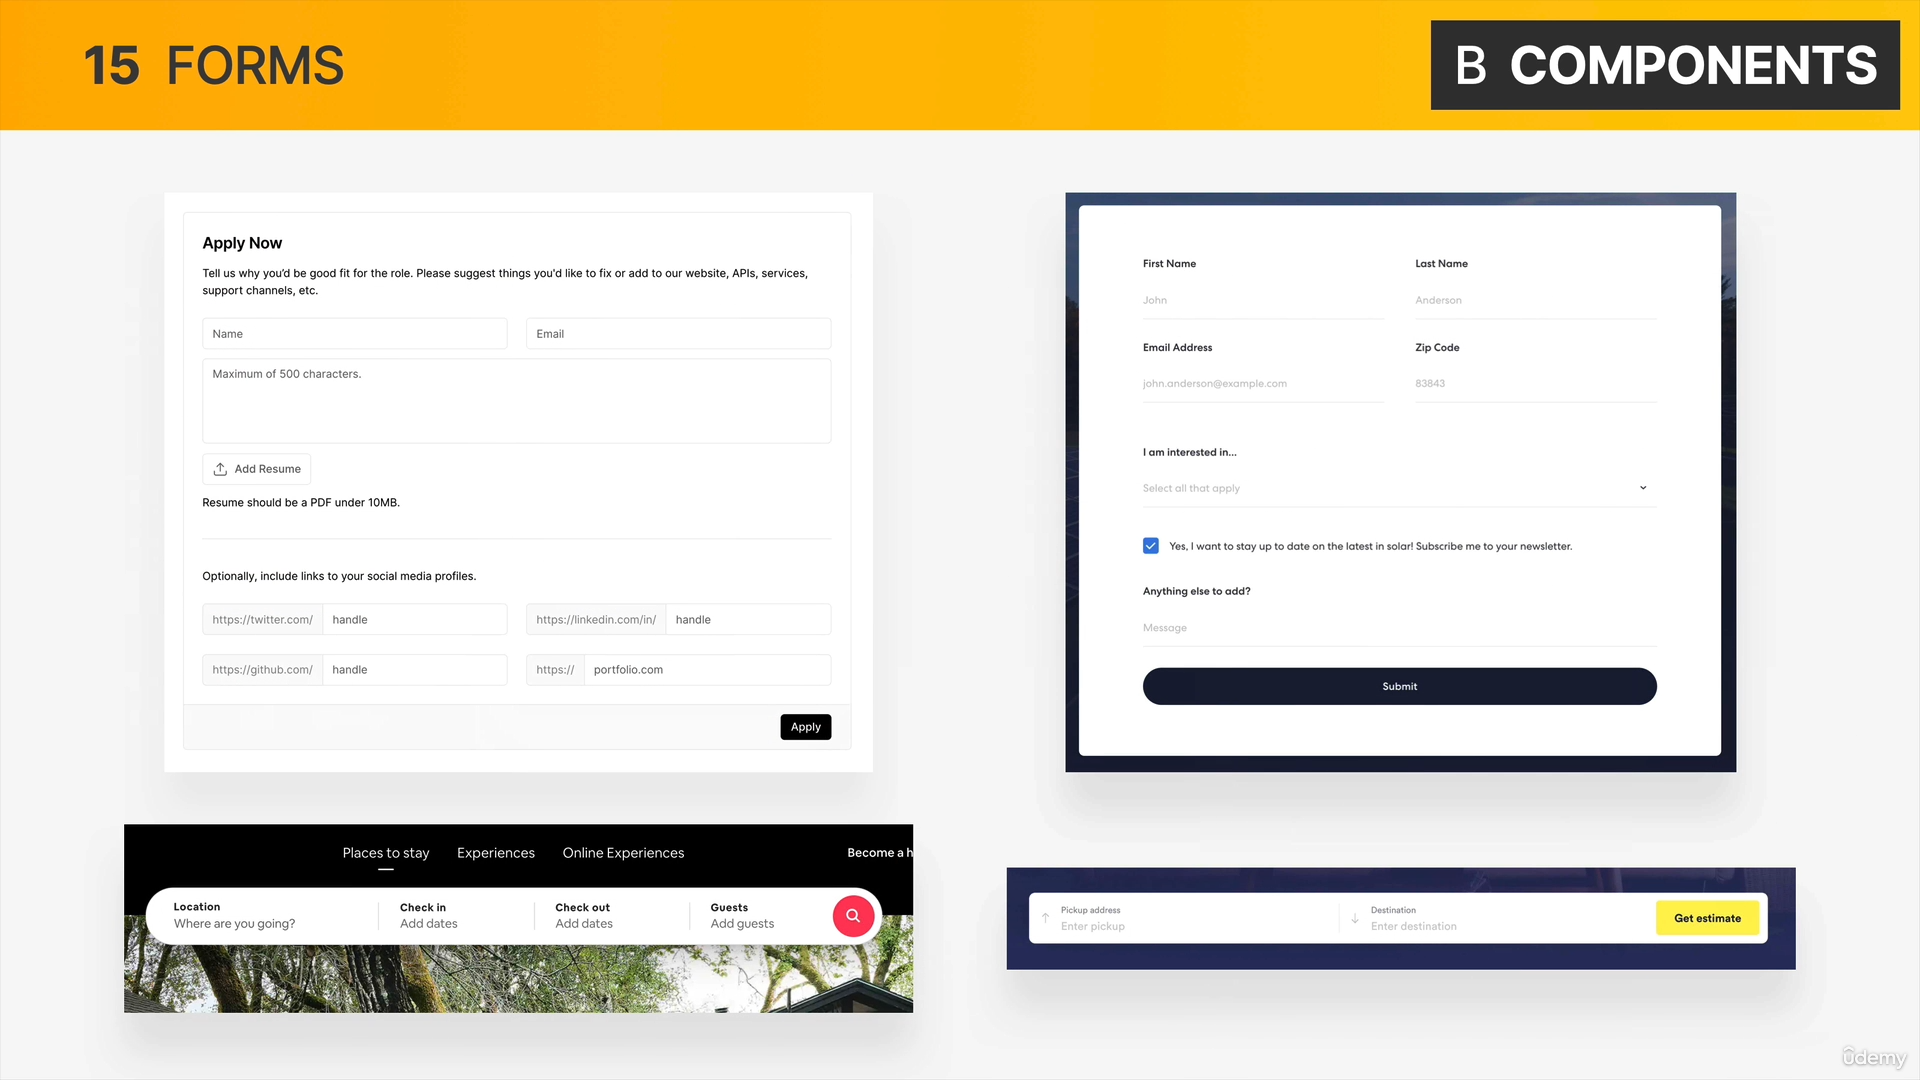 15 FORMS
B COMPONENTS
Apply Now
Tell us why you’d be good fit for the role. Please suggest things you'd like to fix or add to our website, APIs, services,
support channels, etc.
Name
Email
Maximum of 500 characters.
Add Resume
Resume should be a PDF under 10MB.
Optionally, include links to your social media profiles.
https://twitter.com/ handle
https://linkedin.com/in/ handle
https://github.com/ handle
https:// portfolio.com
Apply
First Name
Last Name
John
Anderson
Email Address
Zip Code
john.anderson@example.com
83843
I am interested in...
Select all that apply
Yes, I want to stay up to date on the latest in solar! Subscribe me to your newsletter.
Anything else to add?
Message
Submit
Places to stay
Experiences
Online Experiences
Become a h
Location
Check in
Check out
Guests
Where are you going?
Add dates
Add dates
Add guests
Pickup address
Destination
Enter pickup
Enter destination
Get estimate
ûdemy